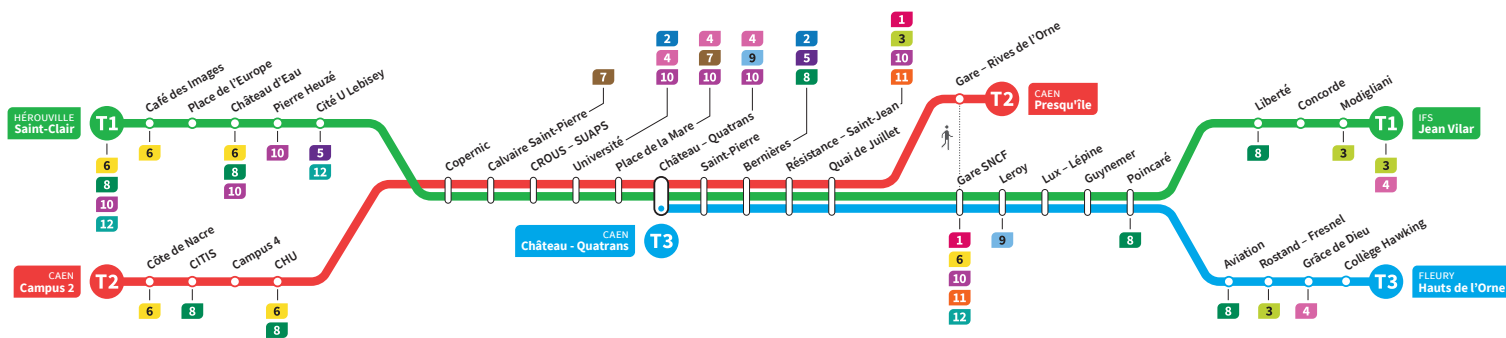 7
2
4
10
4
7
10
4
9
10
2
5
8
1
3
10
11
HÉROUVILLE
Saint-Clair
T1
Café des Images
Place de l'Europe
Château d'Eau
Pierre Heuzé
Cité U Lebisey
6
8
10
12
6
6
8
10
10
5
12
CAEN
Campus 2
T2
Côte de Nacre
CITIS
Campus 4
CHU
6
8
6
8
Copernic
Calvaire Saint-Pierre
CROUS – SUAPS
Université
Place de la Mare
Château – Quatrans
Saint-Pierre
Bernières – Demolombe
Résistance – Saint-Jean
Quai de Juillet
CAEN
Château - Quatrans
T3
Gare – Rives de l'Orne
T2
CAEN
Presqu'île
Gare SNCF
Leroy
Lux – Lépine
Guynemer
Poincaré
1
6
10
11
12
9
8
Liberté
Concorde
Modigliani
8
3
T1
IFS
Jean Vilar
3
4
Aviation
Rostand – Fresnel
Grâce de Dieu
Collège Hawking
8
3
4
T3
FLEURY
Hauts de l'Orne